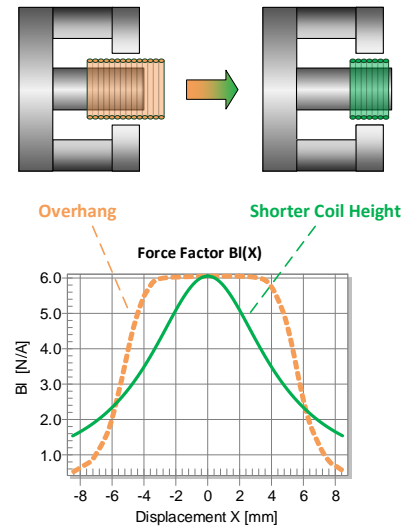 Overhang Shorter Coil Height
Force Factor Bl(X)
6.0
5.0
4.0
3.0
2.0
1.0
Bl [N/A]
-8 -6 -4 -2 0 2 4 6 8
Displacement X [mm]